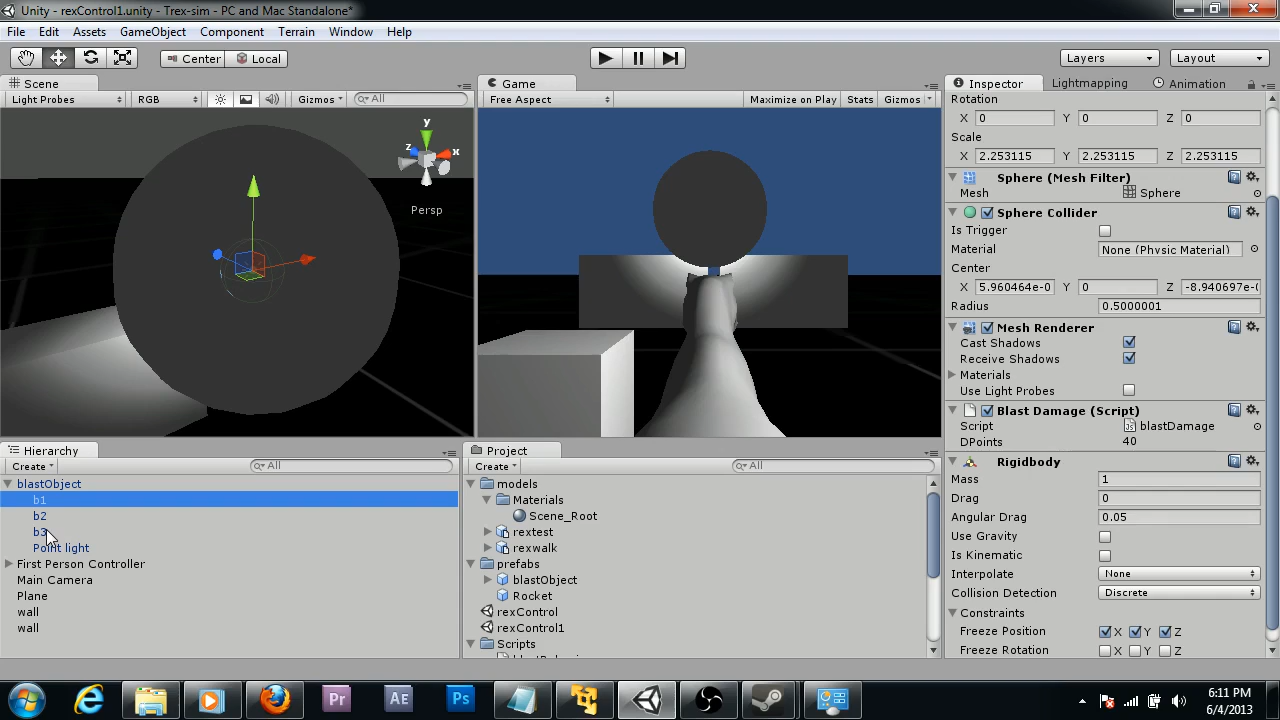 Unity - rexControl1.unity - Trex-sim - PC and Mac Standalone*
File Edit Assets GameObject Component Terrain Window Help
Center Local Layers Layout
Scene Game Inspector Lightmapping Animation
Light Probes RGB Gizmos All Free Aspect Maximize on Play Stats Gizmos
Rotation
X 0 Y 0 Z 0
Scale
X 2.253115 Y 2.253115 Z 2.253115
Sphere (Mesh Filter)
Mesh Sphere
Sphere Collider
Is Trigger
Material None (Physic Material)
Center
X 5.960464e-0 Y 0 Z -8.940697e-0
Radius 0.5000001
Mesh Renderer
Cast Shadows
Receive Shadows
Materials
Use Light Probes
Blast Damage (Script)
Script blastDamage
DPoints 40
Rigidbody
Mass 1
Drag 0
Angular Drag 0.05
Use Gravity
Is Kinematic
Interpolate None
Collision Detection Discrete
Constraints
Freeze Position X Y Z
Freeze Rotation X Y Z
y
z x
Persp
Hierarchy
Create All
blastObject
b1
b2
b3
Point light
First Person Controller
Main Camera
Plane
wall
wall
Project
Create All
models
Materials
Scene_Root
rextest
rexwalk
prefabs
blastObject
Rocket
rexControl
rexControl1
Scripts
Pr Ae Ps
6:11 PM
6/4/2013